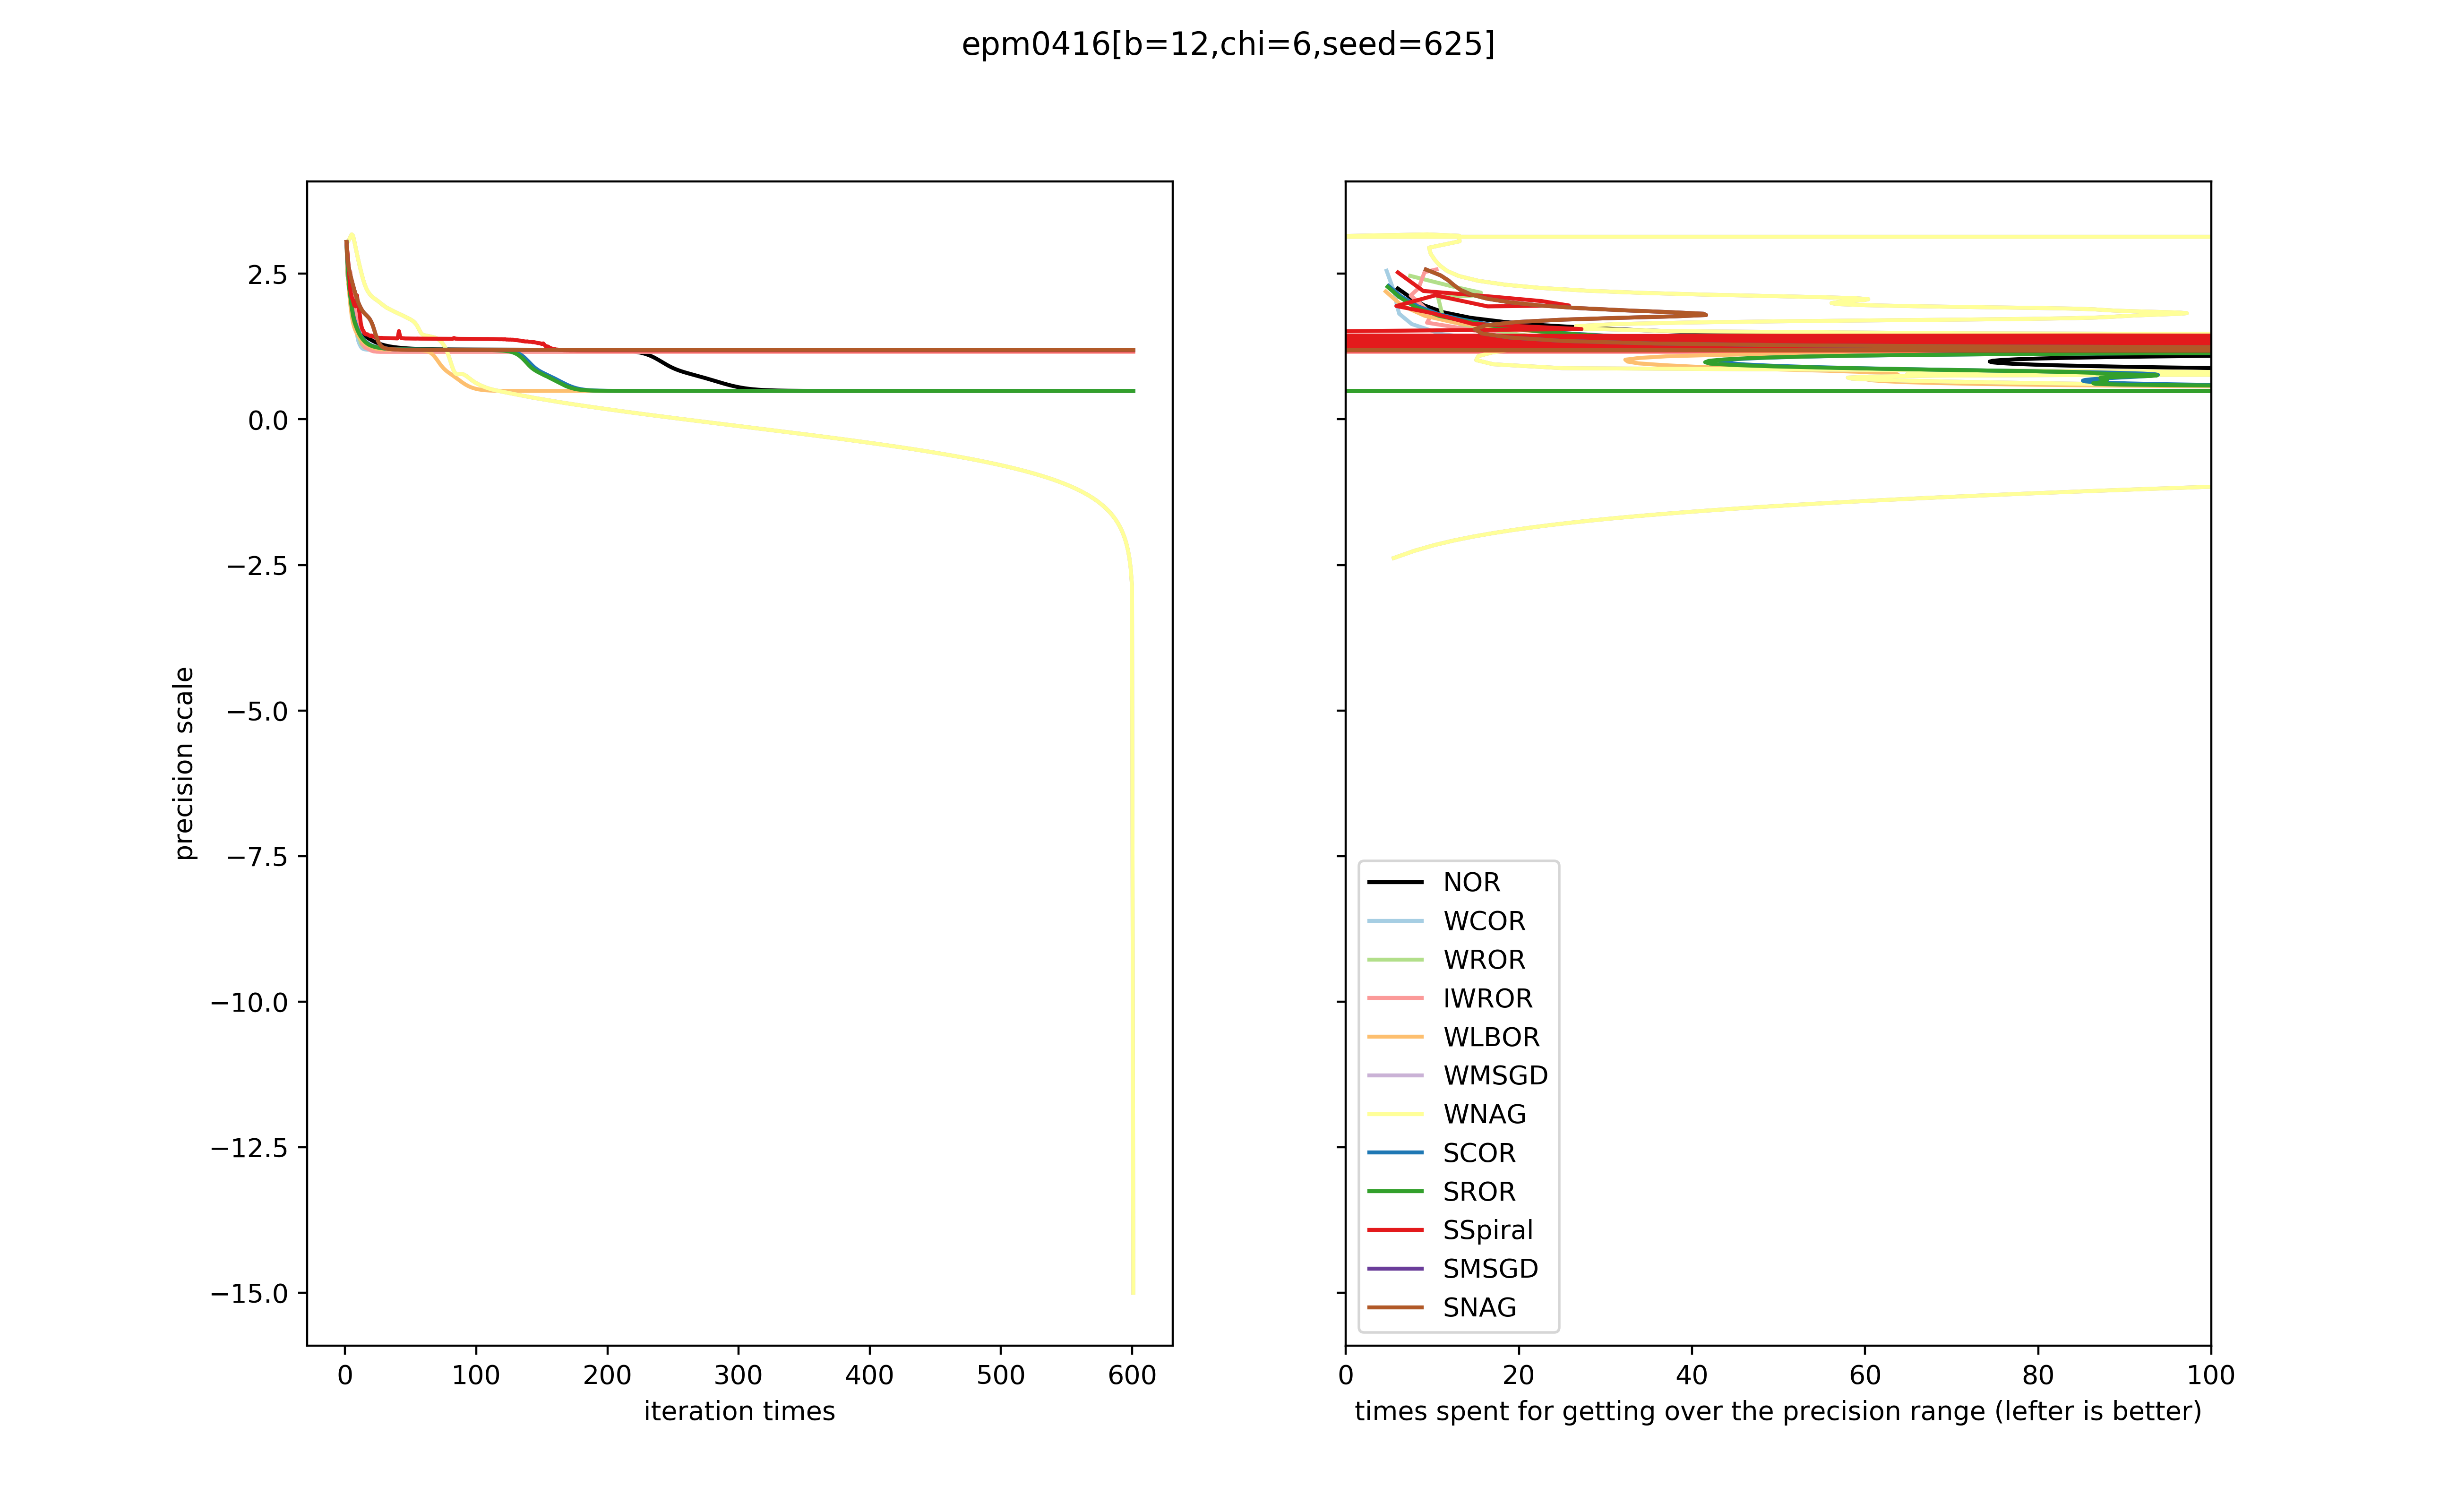 epm0416[b=12,chi=6,seed=625]
precision scale
2.5
0.0
−2.5
−5.0
−7.5
−10.0
−12.5
−15.0
0 100 200 300 400 500 600
iteration times
NOR
WCOR
WROR
IWROR
WLBOR
WMSGD
WNAG
SCOR
SROR
SSpiral
SMSGD
SNAG
0 20 40 60 80 100
times spent for getting over the precision range (lefter is better)